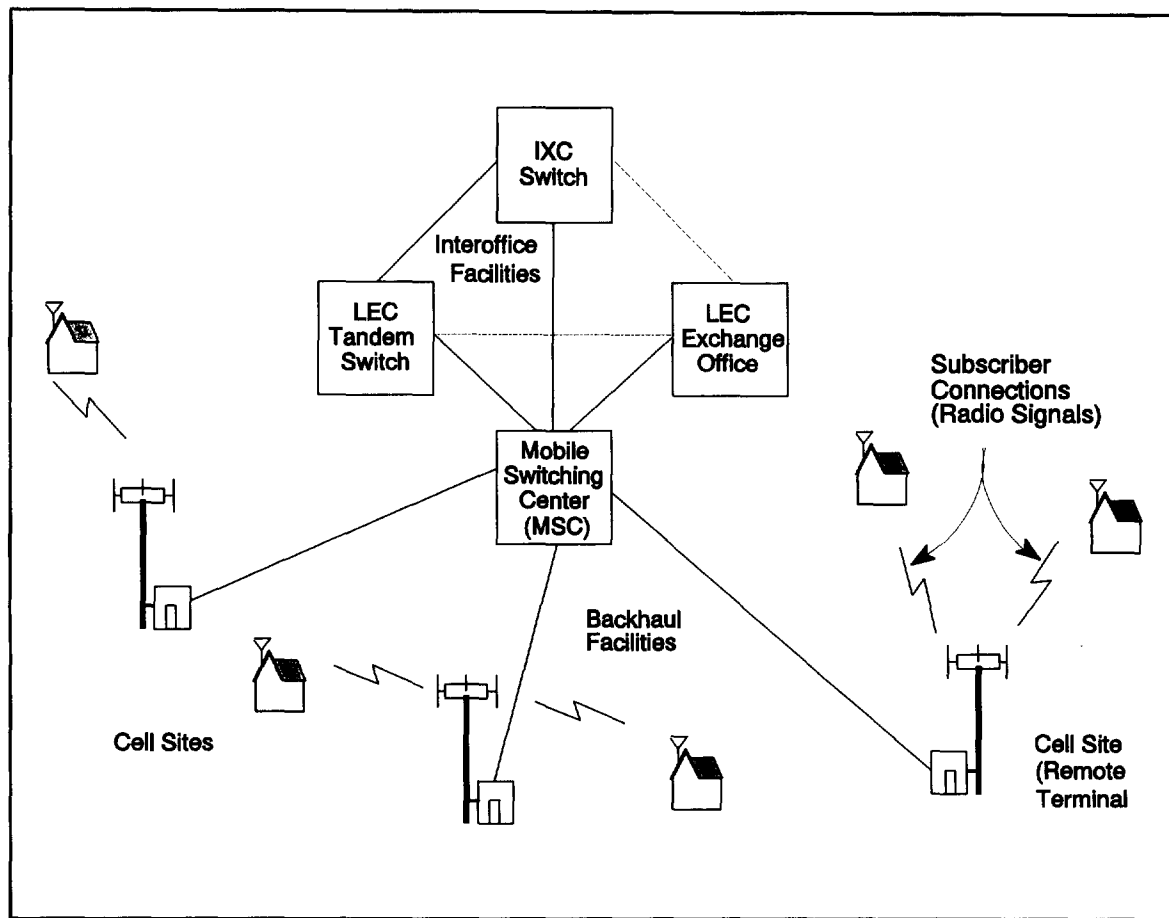 IXC
Switch
Interoffice
Facilities
LEC
Tandem
Switch
LEC
Exchange
Office
Subscriber
Connections
(Radio Signals)
Mobile
Switching
Center
(MSC)
Backhaul
Facilities
Cell Sites
Cell Site
(Remote
Terminal